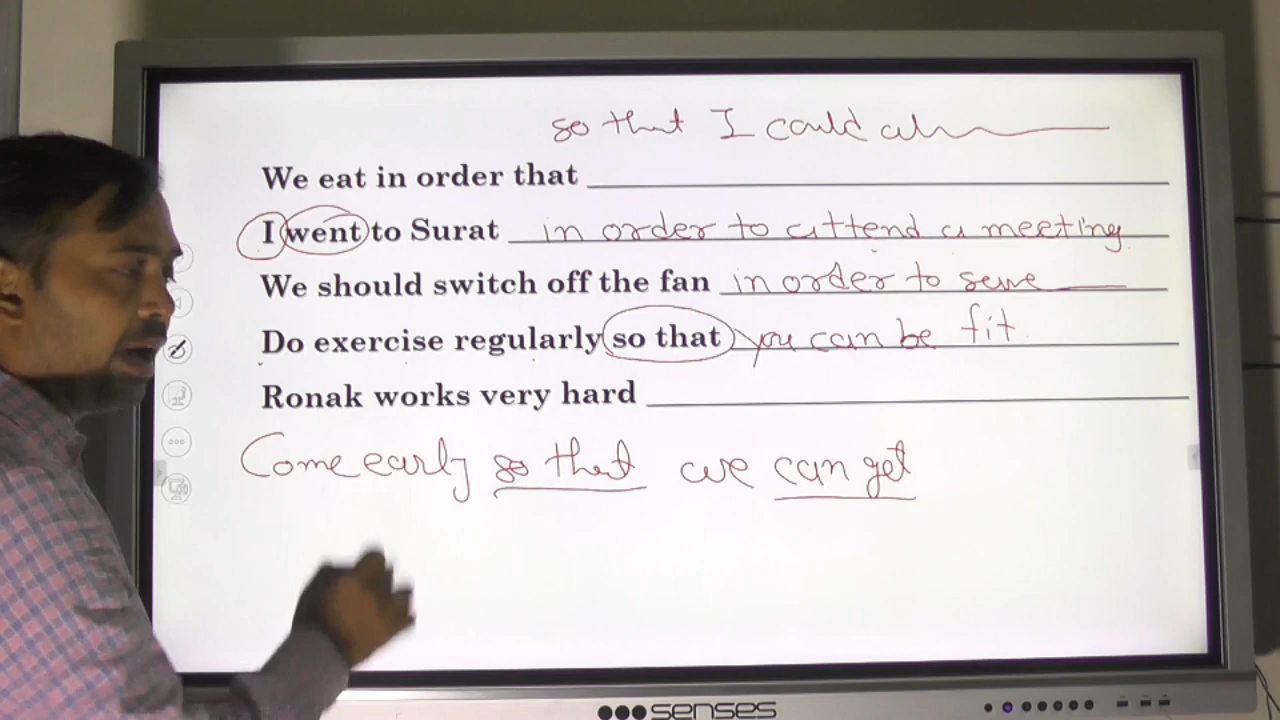 so that I could
We eat in order that
I went to Surat in order to attend a meeting
We should switch off the fan in order to save
Do exercise regularly so that you can be fit
Ronak works very hard
Come early so that we can get
senses